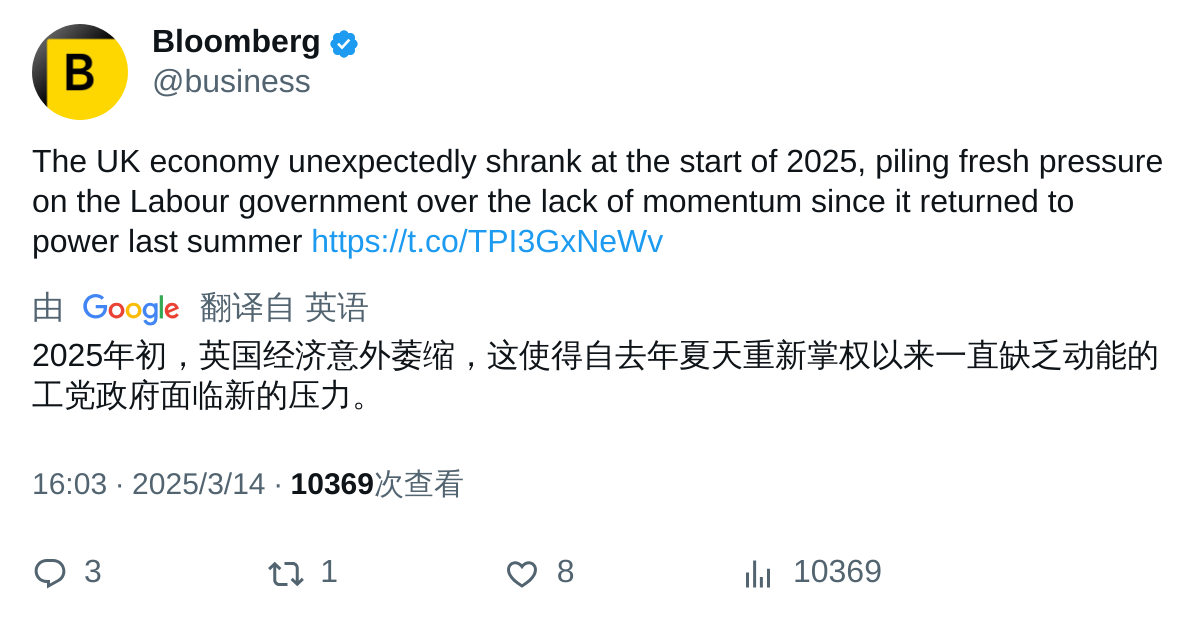 B
Bloomberg
@business
The UK economy unexpectedly shrank at the start of 2025, piling fresh pressure
on the Labour government over the lack of momentum since it returned to
power last summer https://t.co/TPI3GxNeWv
由 Google 翻译自 英语
2025年初，英国经济意外萎缩，这使得自去年夏天重新掌权以来一直缺乏动能的
工党政府面临新的压力。
16:03 · 2025/3/14 · 10369次查看
3 1 8 10369